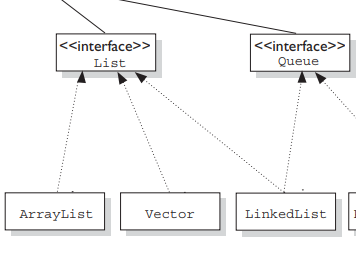 <<interface>>
List
<<interface>>
Queue
ArrayList
Vector
LinkedList